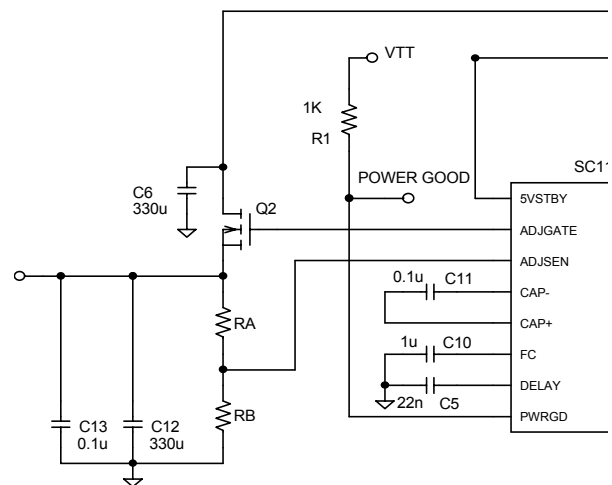 VTT
1K
R1
SC11
POWER GOOD
C6
330u
Q2
5VSTBY
ADJGATE
ADJSEN
0.1u C11
CAP-
CAP+
RA
1u C10
FC
DELAY
22n C5
PWRGD
RB
C13
0.1u
C12
330u